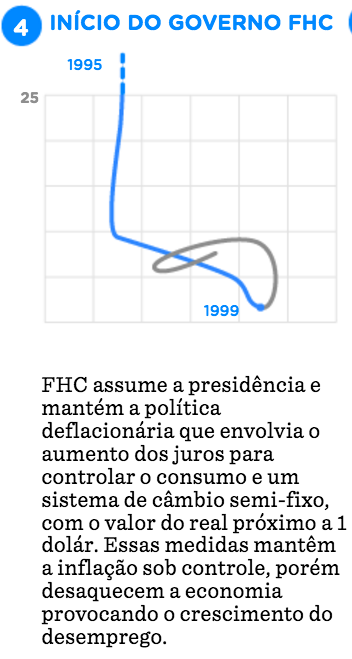 4 INÍCIO DO GOVERNO FHC
1995
25
1999
FHC assume a presidência e
mantém a política
deflacionária que envolvia o
aumento dos juros para
controlar o consumo e um
sistema de câmbio semi-fixo,
com o valor do real próximo a 1
dolár. Essas medidas mantêm
a inflação sob controle, porém
desaquecem a economia
provocando o crescimento do
desemprego.